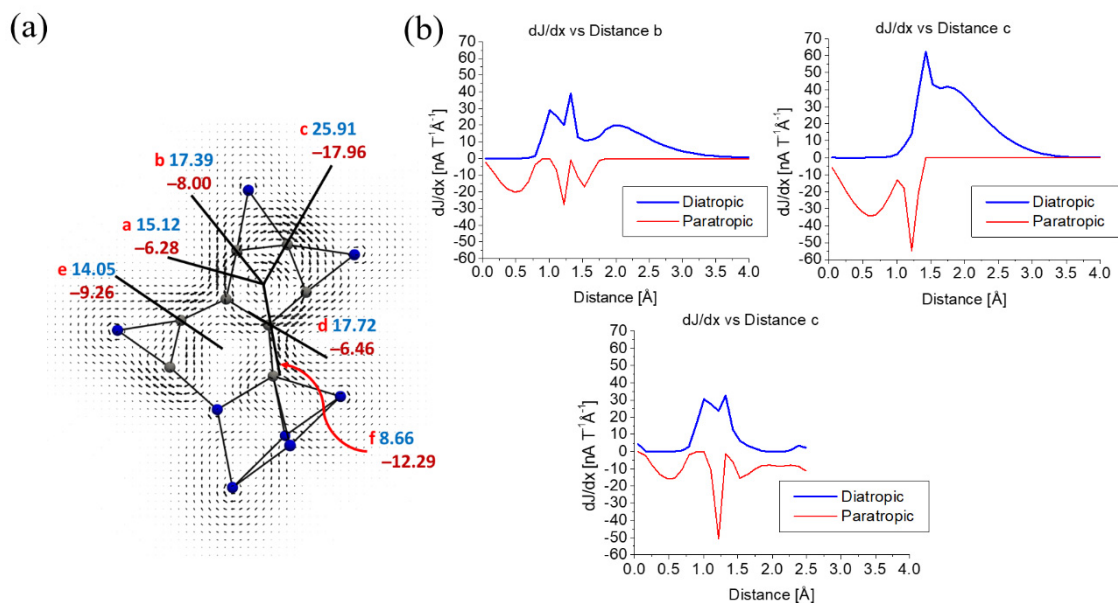 (a)
c 25.91
−17.96
b 17.39
−8.00
a 15.12
−6.28
e 14.05
−9.26
d 17.72
−6.46
f 8.66
−12.29
(b)
dJ/dx vs Distance b
dJ/dx [nA T⁻¹Å⁻¹]
70
60
50
40
30
20
10
0
-10
-20
-30
-40
-50
-60
Diatropic
Paratropic
0.0 0.5 1.0 1.5 2.0 2.5 3.0 3.5 4.0
Distance [Å]
dJ/dx vs Distance c
dJ/dx [nA T⁻¹Å⁻¹]
70
60
50
40
30
20
10
0
-10
-20
-30
-40
-50
-60
Diatropic
Paratropic
0.0 0.5 1.0 1.5 2.0 2.5 3.0 3.5 4.0
Distance [Å]
dJ/dx vs Distance c
dJ/dx [nA T⁻¹Å⁻¹]
70
60
50
40
30
20
10
0
-10
-20
-30
-40
-50
-60
Diatropic
Paratropic
0.0 0.5 1.0 1.5 2.0 2.5 3.0 3.5 4.0
Distance [Å]